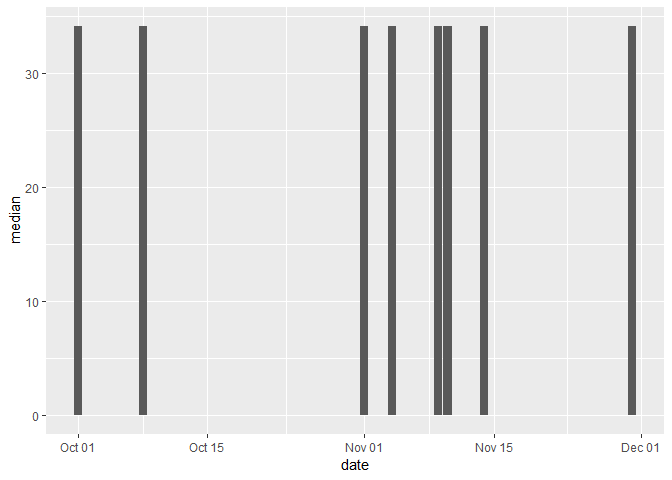 30
20
10
0
median
Oct 01
Oct 15
Nov 01
Nov 15
Dec 01
date